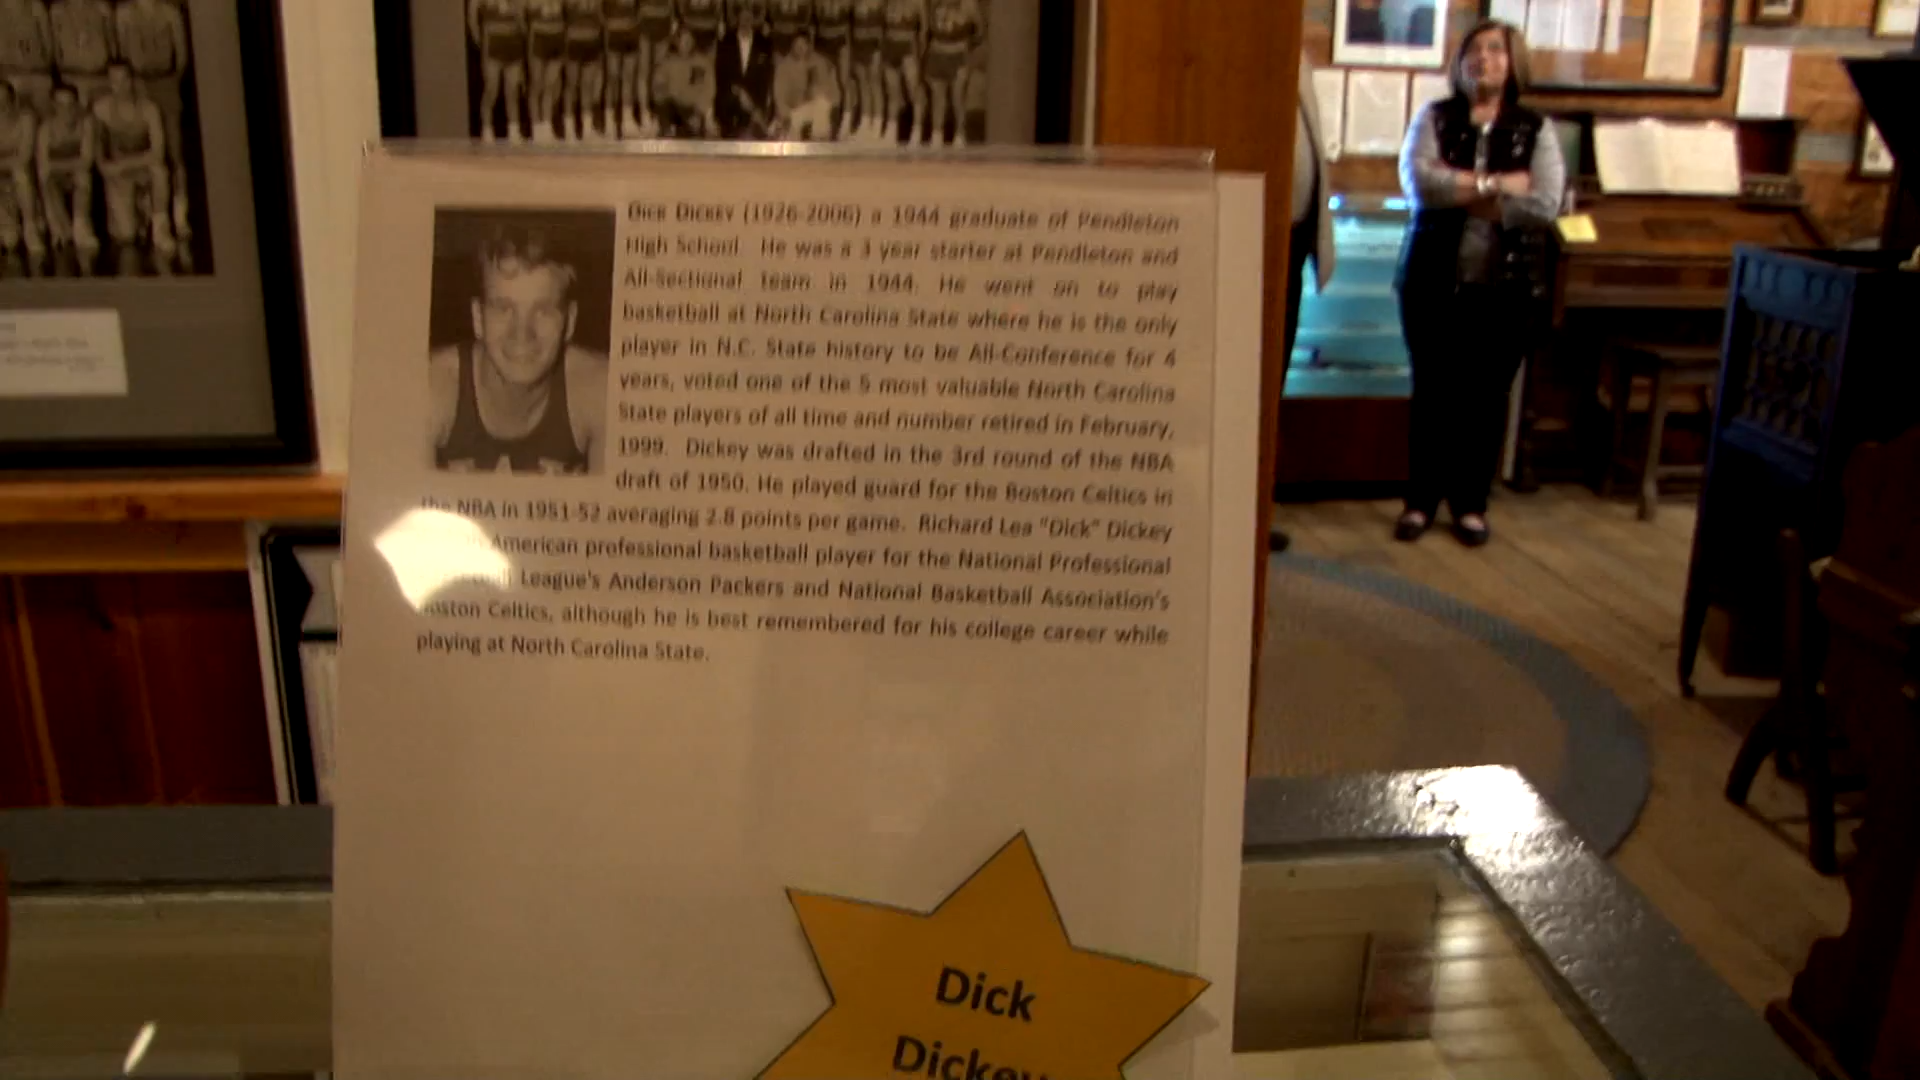 Dick Dickey (1926-2006) a 1944 graduate of Pendleton
High School. He was a 3 year starter at Pendleton and
All-Sectional team in 1944. He went on to play
basketball at North Carolina State where he is the only
player in N.C. State history to be All-Conference for 4
years, voted one of the 5 most valuable North Carolina
State players of all time and number retired in February,
1999. Dickey was drafted in the 3rd round of the NBA
draft of 1950. He played guard for the Boston Celtics in
the NBA in 1951-52 averaging 2.8 points per game. Richard Lea "Dick" Dickey
American professional basketball player for the National Professional
League's Anderson Packers and National Basketball Association's
Boston Celtics, although he is best remembered for his college career while
playing at North Carolina State.
Dick
Dickey